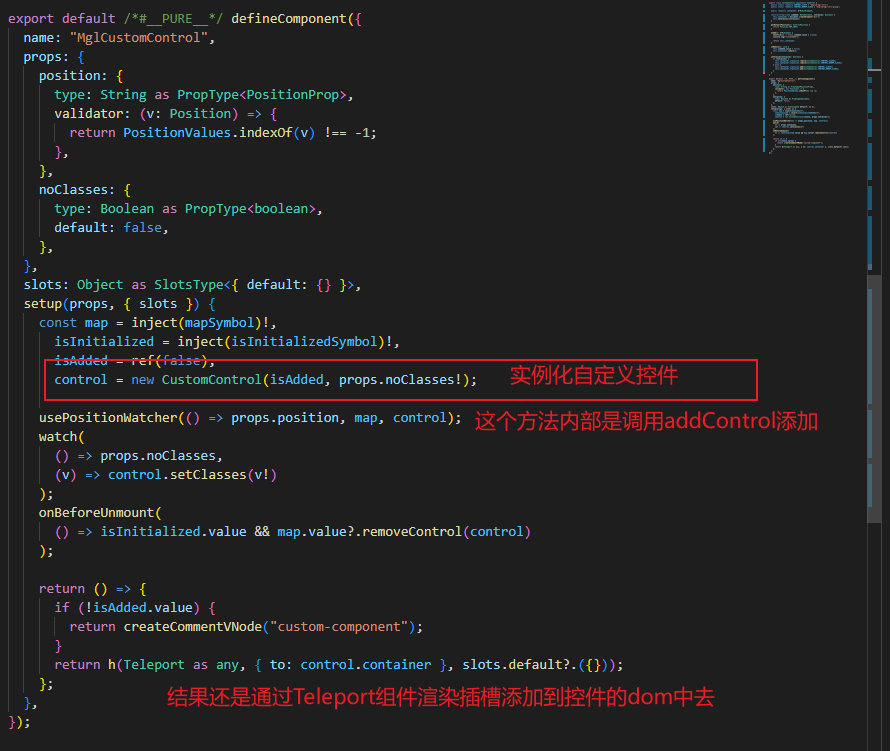 export default /*#__PURE__*/ defineComponent({
  name: "MglCustomControl",
  props: {
    position: {
      type: String as PropType<PositionProp>,
      validator: (v: Position) => {
        return PositionValues.indexOf(v) !== -1;
      },
    },
    noClasses: {
      type: Boolean as PropType<boolean>,
      default: false,
    },
  },
  slots: Object as SlotsType<{ default: {} }>,
  setup(props, { slots }) {
    const map = inject(mapSymbol)!,
      isInitialized = inject(isInitializedSymbol)!,
      isAdded = ref(false),
      control = new CustomControl(isAdded, props.noClasses!); 实例化自定义控件
    usePositionWatcher(() => props.position, map, control); 这个方法内部是调用addControl添加
    watch(
      () => props.noClasses,
      (v) => control.setClasses(v!)
    );
    onBeforeUnmount(
      () => isInitialized.value && map.value?.removeControl(control)
    );
    return () => {
      if (!isAdded.value) {
        return createCommentVNode("custom-component");
      }
      return h(Teleport as any, { to: control.container }, slots.default?.({}));
    };
结果还是通过Teleport组件渲染插槽添加到控件的dom中去
  },
});